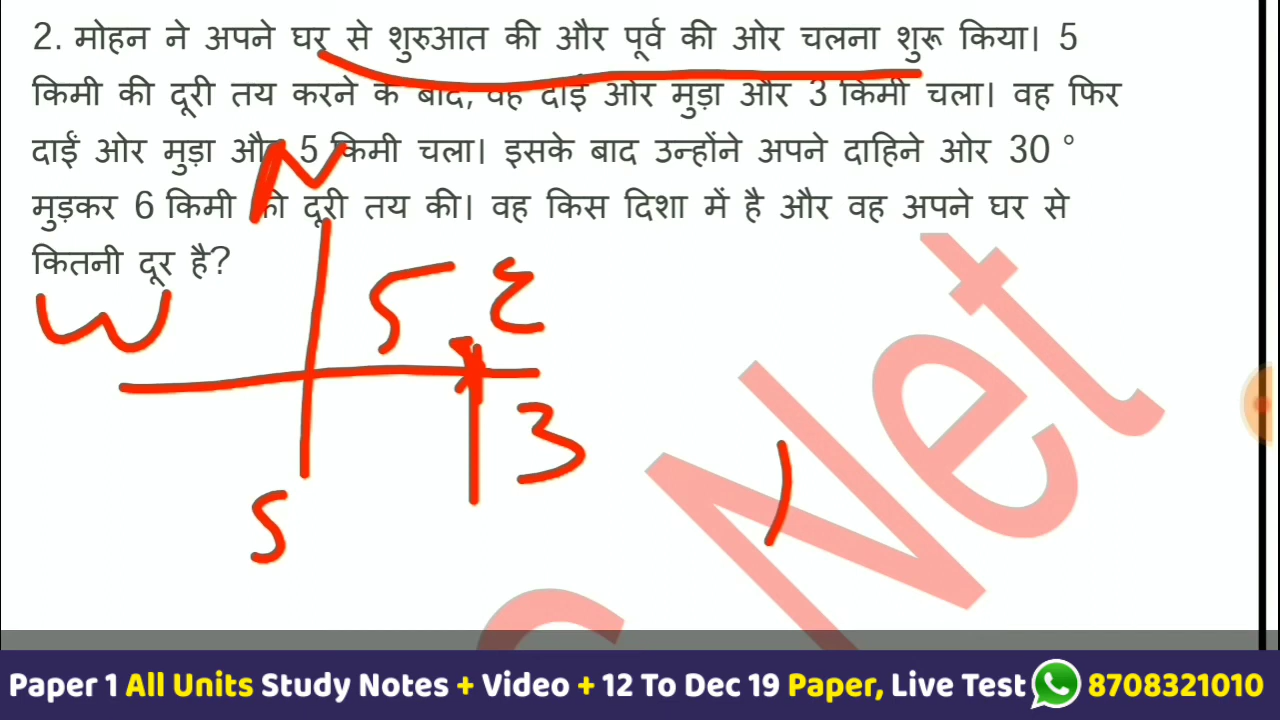 2. मोहन ने अपने घर से शुरुआत की और पूर्व की ओर चलना शुरू किया। 5
किमी की दूरी तय करने के बाद, वह दाईं ओर मुड़ा और 3 किमी चला। वह फिर
दाईं ओर मुड़ा और 5 किमी चला। इसके बाद उन्होंने अपने दाहिने ओर 30 °
मुड़कर 6 किमी की दूरी तय की। वह किस दिशा में है और वह अपने घर से
कितनी दूर है?
N
W
5 E
3
S
Net
Paper 1 All Units Study Notes + Video + 12 To Dec 19 Paper, Live Test 8708321010